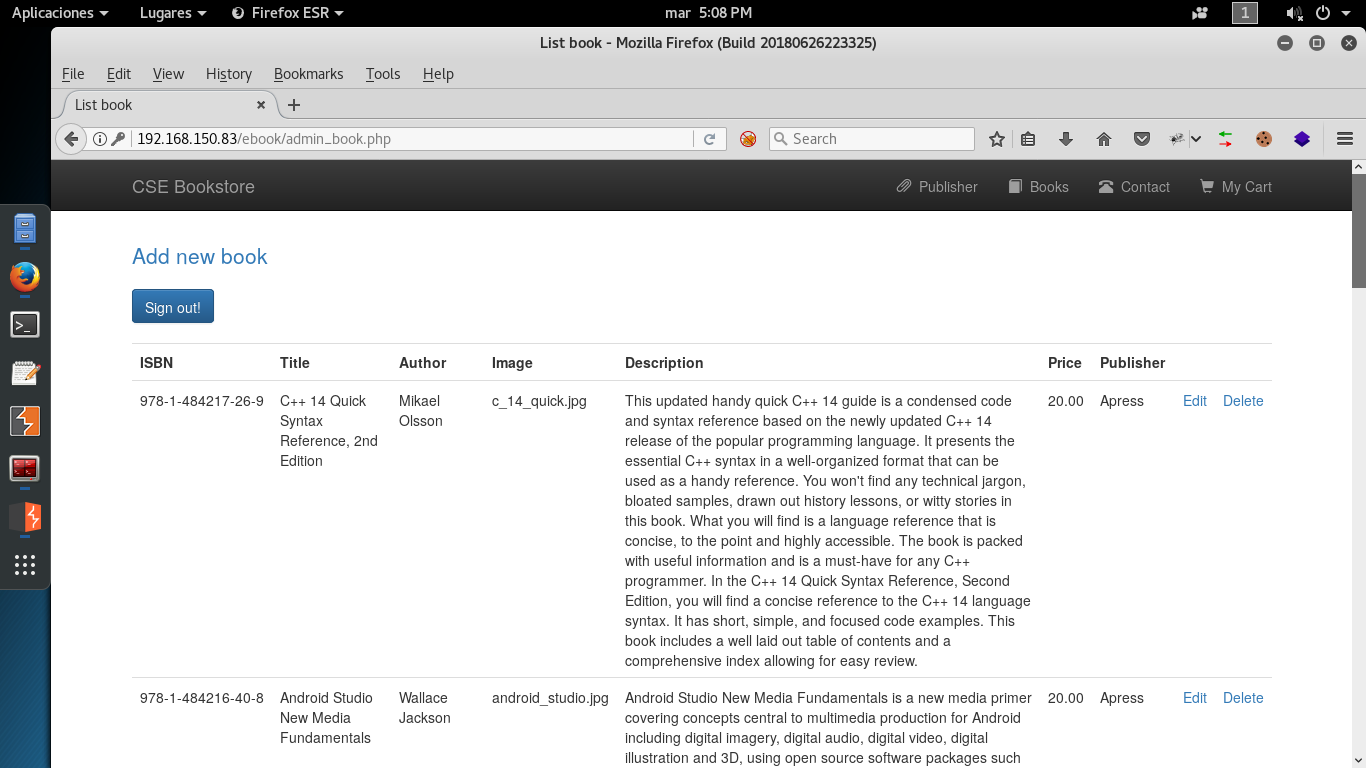 Aplicaciones Lugares Firefox ESR mar 5:08 PM 1
List book - Mozilla Firefox (Build 20180626223325)
File Edit View History Bookmarks Tools Help
List book
192.168.150.83/ebook/admin_book.php Search
CSE Bookstore Publisher Books Contact My Cart
Add new book
Sign out!
ISBN Title Author Image Description Price Publisher
978-1-484217-26-9 C++ 14 Quick Mikael c_14_quick.jpg This updated handy quick C++ 14 guide is a condensed code 20.00 Apress Edit Delete
Syntax Olsson and syntax reference based on the newly updated C++ 14
Reference, 2nd release of the popular programming language. It presents the
Edition essential C++ syntax in a well-organized format that can be
used as a handy reference. You won't find any technical jargon,
bloated samples, drawn out history lessons, or witty stories in
this book. What you will find is a language reference that is
concise, to the point and highly accessible. The book is packed
with useful information and is a must-have for any C++
programmer. In the C++ 14 Quick Syntax Reference, Second
Edition, you will find a concise reference to the C++ 14 language
syntax. It has short, simple, and focused code examples. This
book includes a well laid out table of contents and a
comprehensive index allowing for easy review.
978-1-484216-40-8 Android Studio Wallace android_studio.jpg Android Studio New Media Fundamentals is a new media primer 20.00 Apress Edit Delete
New Media Jackson covering concepts central to multimedia production for Android
Fundamentals including digital imagery, digital audio, digital video, digital
illustration and 3D, using open source software packages such